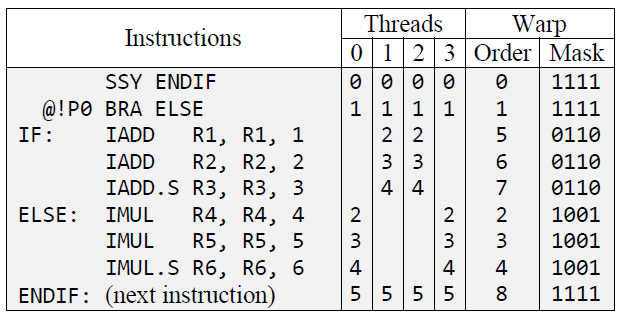 Instructions Threads Warp
0 1 2 3 Order Mask
SSY ENDIF 0 0 0 0 0 1111
@!P0 BRA ELSE 1 1 1 1 1 1111
IF: IADD R1, R1, 1 2 2 5 0110
IADD R2, R2, 2 3 3 6 0110
IADD.S R3, R3, 3 4 4 7 0110
ELSE: IMUL R4, R4, 4 2 2 2 1001
IMUL R5, R5, 5 3 3 3 1001
IMUL.S R6, R6, 6 4 4 4 1001
ENDIF: (next instruction) 5 5 5 5 8 1111